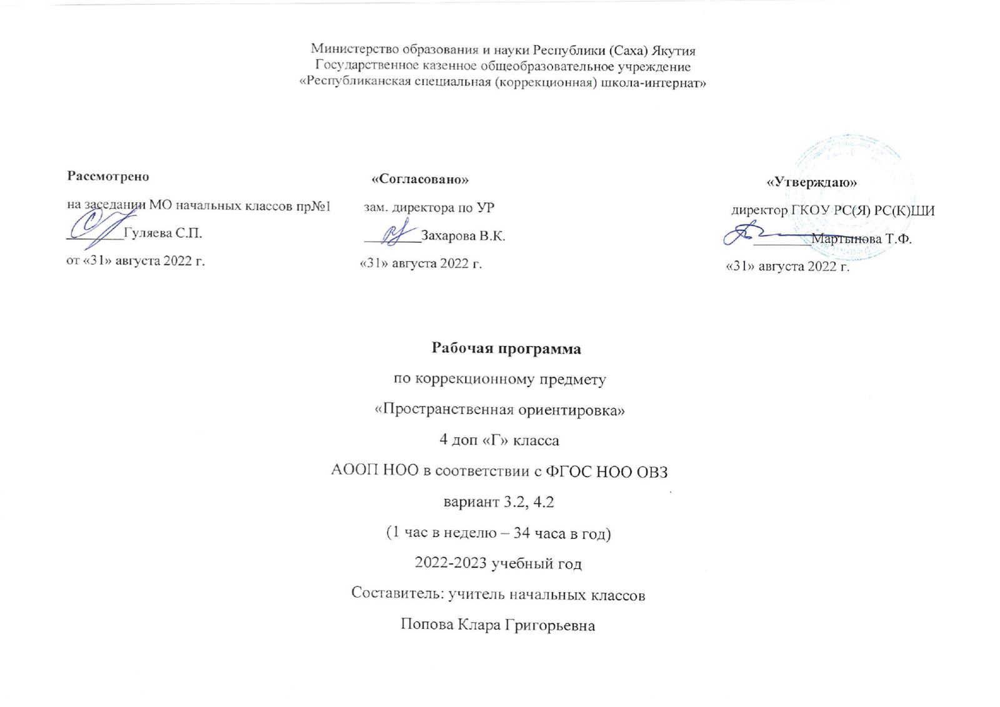 Министерство образования и науки Республики (Саха) Якутия
Государственное казенное общеобразовательное учреждение
«Республиканская специальная (коррекционная) школа-интернат»
Рассмотрено
на заседании МО начальных классов пр№1
________Гуляева С.П.
от «31» августа 2022 г.
«Согласовано»
зам. директора по УР
________Захарова В.К.
«31» августа 2022 г.
«Утверждаю»
директор ГКОУ РС(Я) РС(К)ШИ
________Мартынова Т.Ф.
«31» августа 2022 г.
Рабочая программа
по коррекционному предмету
«Пространственная ориентировка»
4 доп «Г» класса
АООП НОО в соответствии с ФГОС НОО ОВЗ
вариант 3.2, 4.2
(1 час в неделю – 34 часа в год)
2022-2023 учебный год
Составитель: учитель начальных классов
Попова Клара Григорьевна